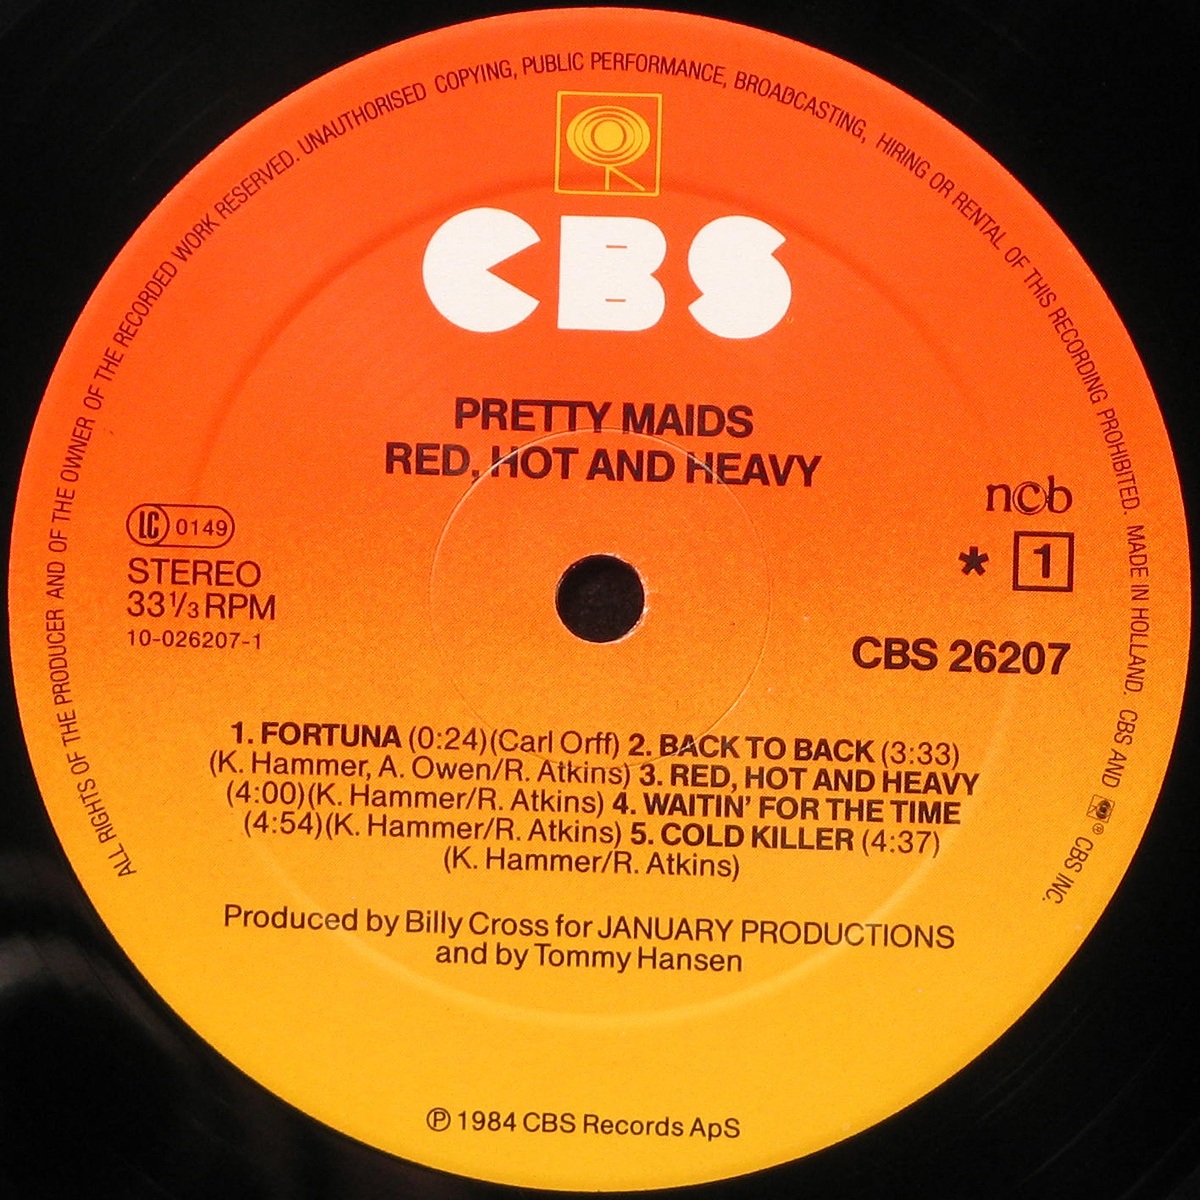 ALL RIGHTS OF THE PRODUCER AND OF THE OWNER OF THE RECORDED WORK RESERVED. UNAUTHORISED COPYING, PUBLIC PERFORMANCE, BROADCASTING, HIRING OR RENTAL OF THIS RECORDING PROHIBITED. MADE IN HOLLAND. CBS AND ® CBS INC.
CBS
PRETTY MAIDS
RED, HOT AND HEAVY
LC 0149
STEREO
33 1/3 RPM
10-026207-1
ncb
* 1
CBS 26207
1. FORTUNA (0:24)(Carl Orff) 2. BACK TO BACK (3:33)
(K. Hammer, A. Owen/R. Atkins) 3. RED, HOT AND HEAVY
(4:00)(K. Hammer/R. Atkins) 4. WAITIN' FOR THE TIME
(4:54)(K. Hammer/R. Atkins) 5. COLD KILLER (4:37)
(K. Hammer/R. Atkins)
Produced by Billy Cross for JANUARY PRODUCTIONS
and by Tommy Hansen
℗ 1984 CBS Records ApS